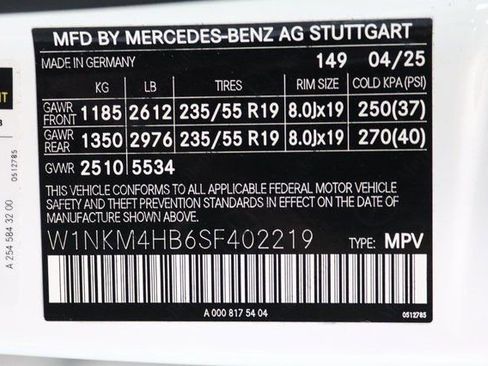 MFD BY MERCEDES-BENZ AG STUTTGART
MADE IN GERMANY 149 04/25
KG LB TIRES RIM SIZE COLD KPA(PSI)
GAWR FRONT 1185 2612 235/55 R19 8.0Jx19 250(37)
GAWR REAR 1350 2976 235/55 R19 8.0Jx19 270(40)
GVWR 2510 5534
THIS VEHICLE CONFORMS TO ALL APPLICABLE FEDERAL MOTOR VEHICLE
SAFETY AND THEFT PREVENTION STANDARDS IN EFFECT ON THE DATE OF
MANUFACTURE SHOWN ABOVE.
W1NKM4HB6SF402219 TYPE: MPV
A 000 817 54 04 0512785
A 254 584 32 00
0512785